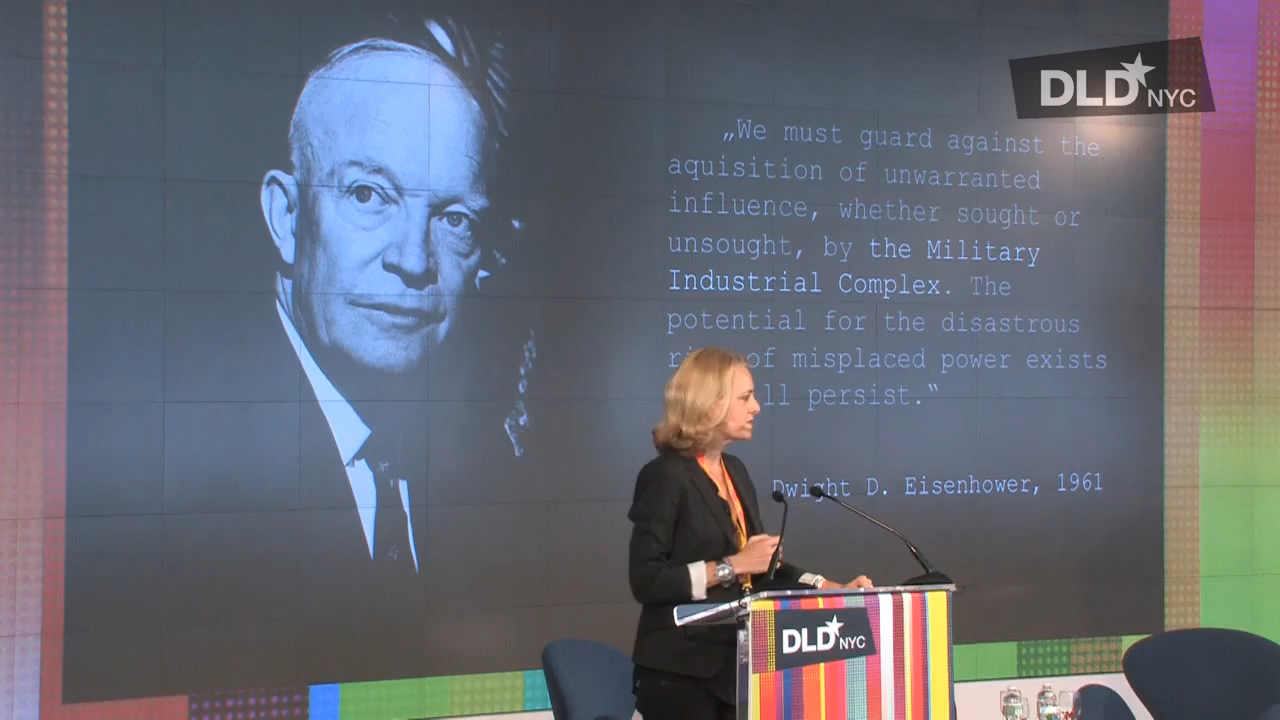 DLD NYC
„We must guard against the
aquisition of unwarranted
influence, whether sought or
unsought, by the Military
Industrial Complex. The
potential for the disastrous
of misplaced power exists
persist.‟
Dwight D. Eisenhower, 1961
DLD NYC